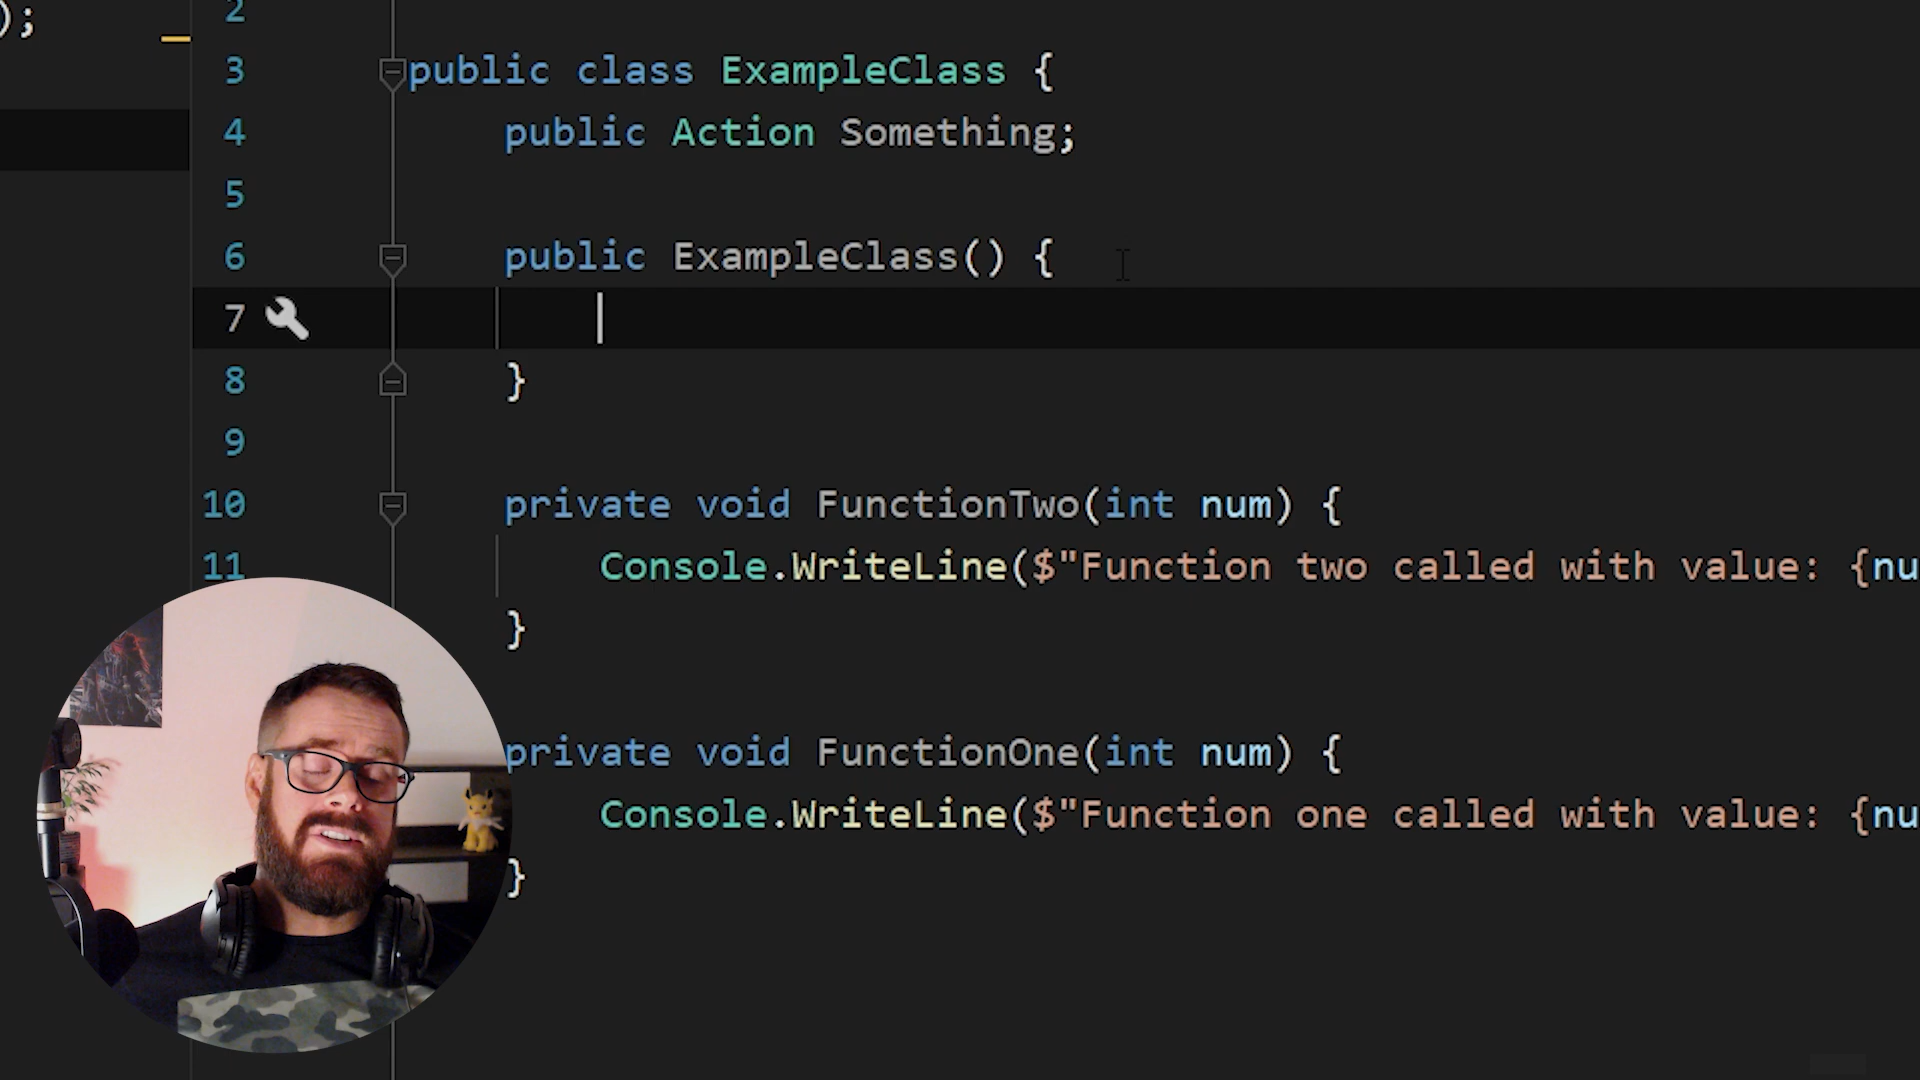 );
2
3 public class ExampleClass {
4 public Action Something;
5
6 public ExampleClass() {
7
8 }
9
10 private void FunctionTwo(int num) {
11 Console.WriteLine($"Function two called with value: {nu
}
private void FunctionOne(int num) {
Console.WriteLine($"Function one called with value: {nu
}